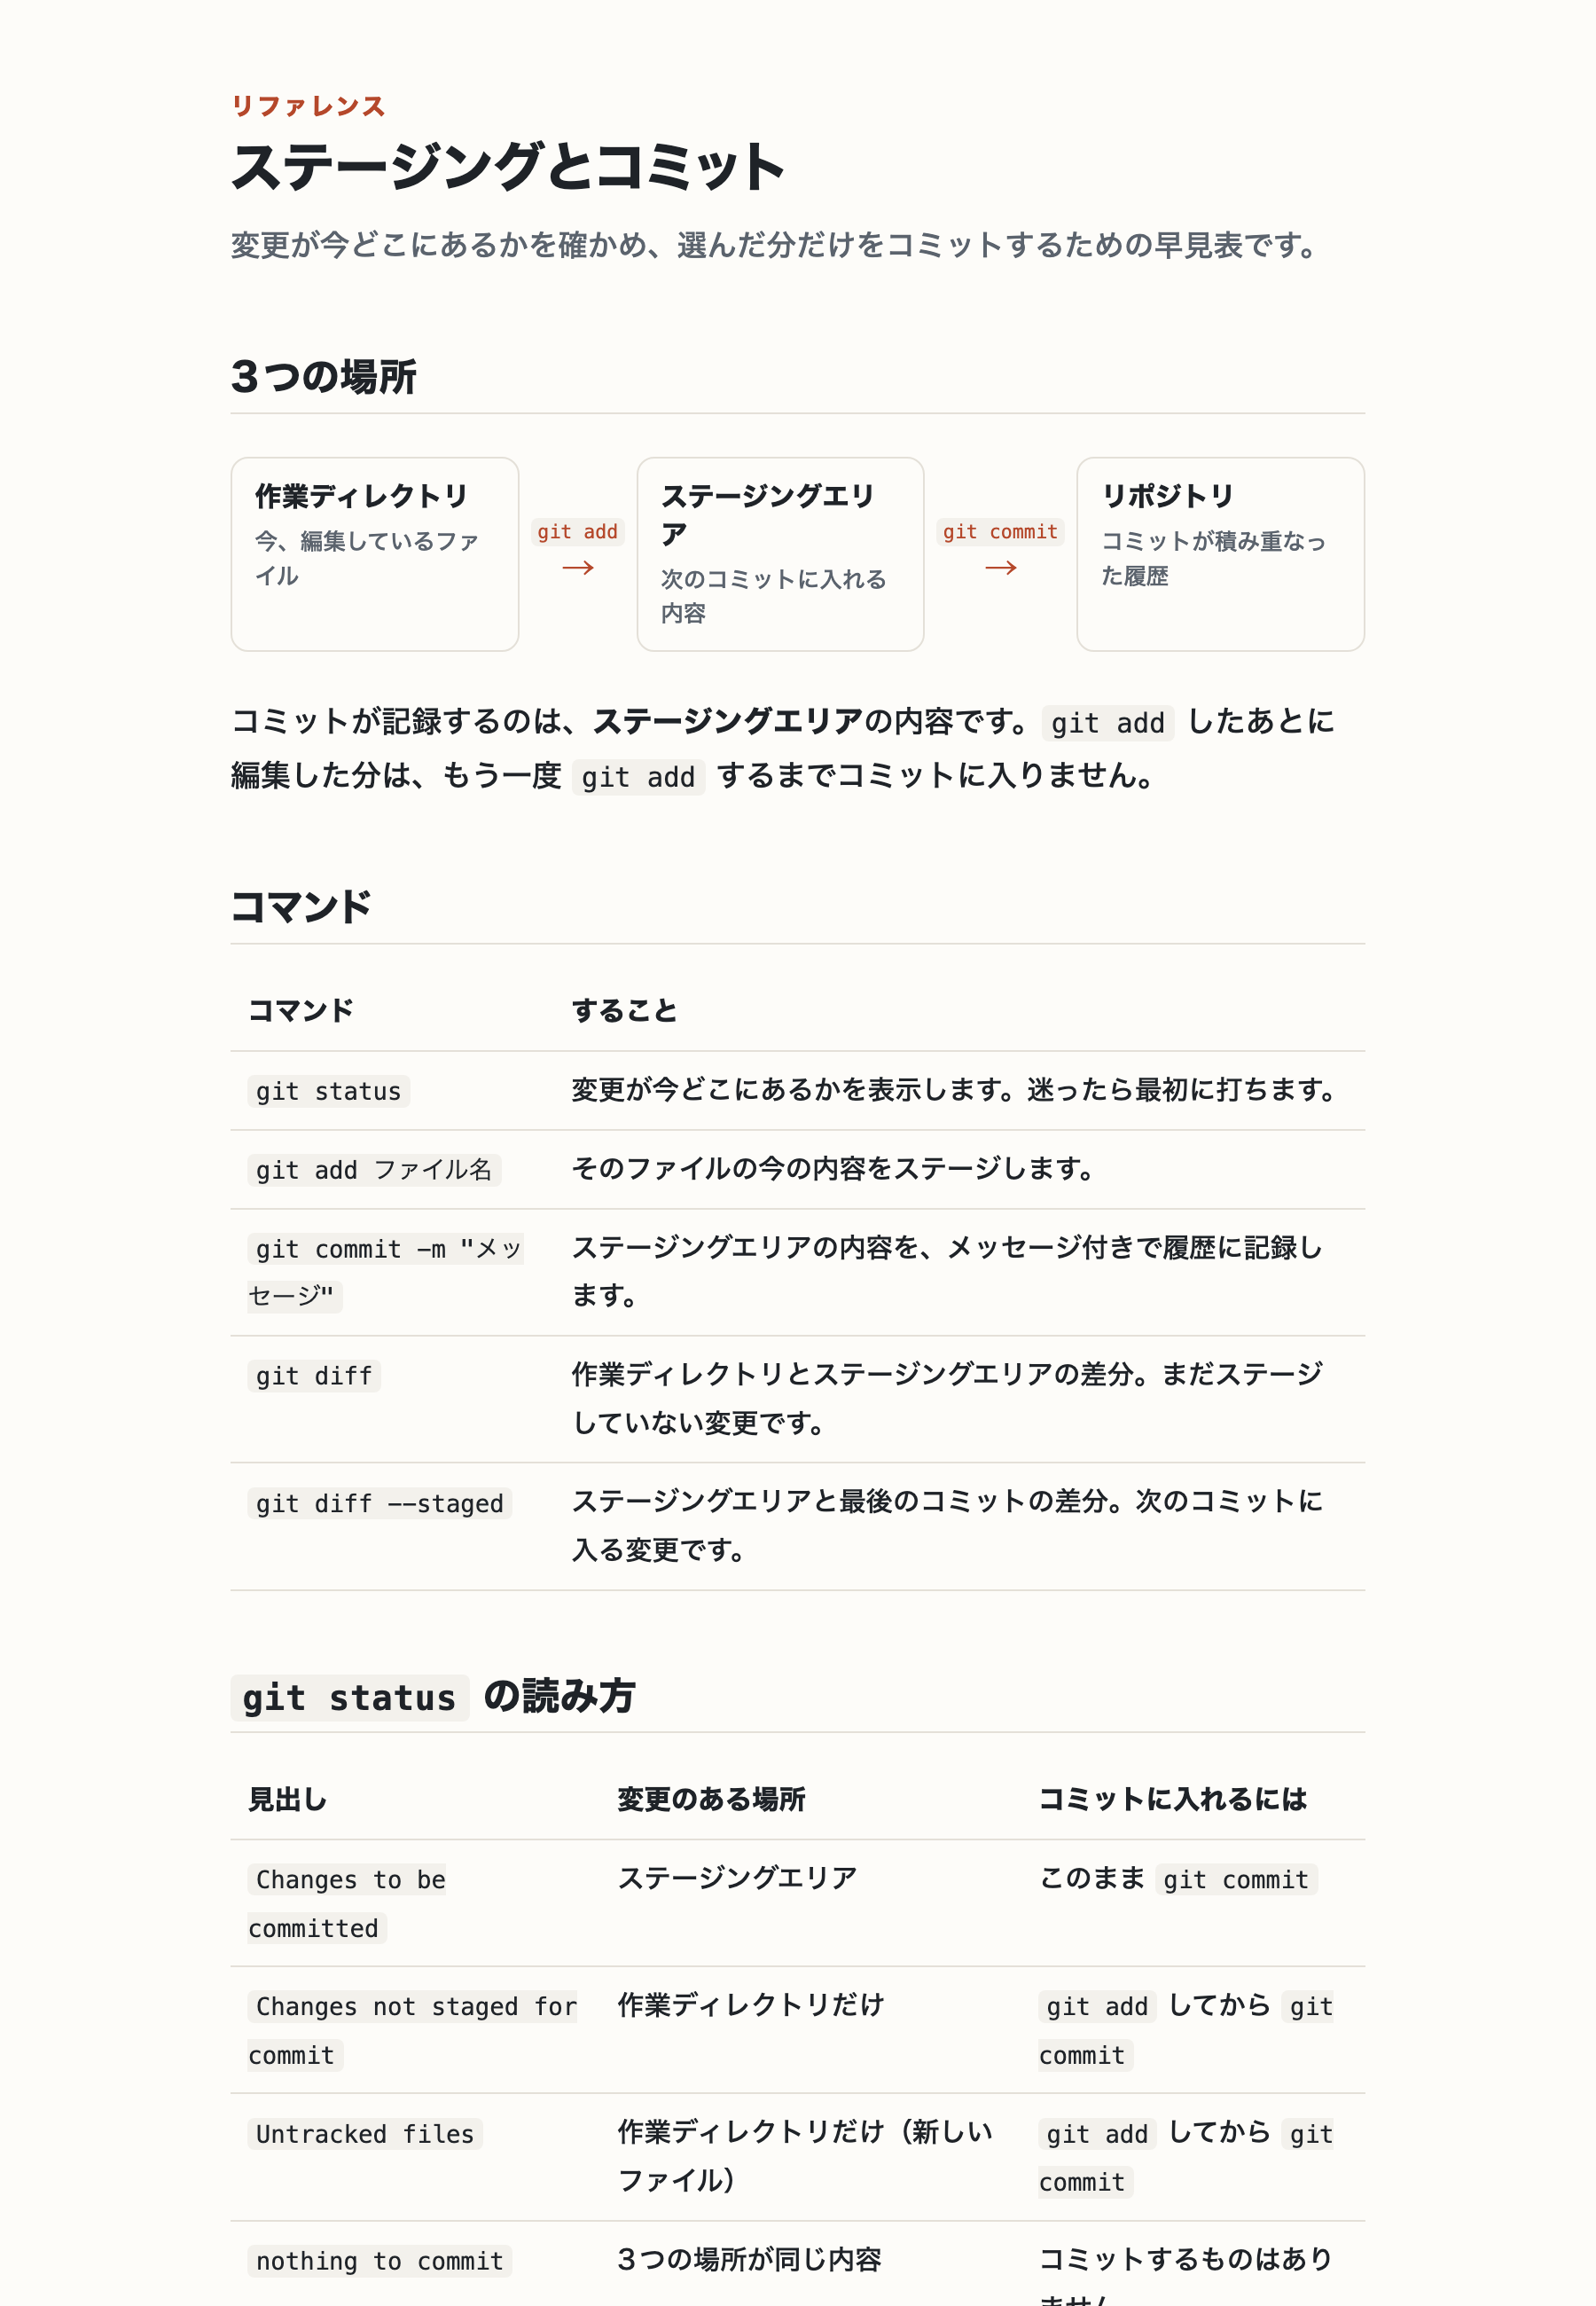 リファレンス
ステージングとコミット
変更が今どこにあるかを確かめ、選んだ分だけをコミットするための早見表です。
3つの場所
作業ディレクトリ
今、編集しているファ
イル
git add
→
ステージングエリ
ア
次のコミットに入れる
内容
git commit
→
リポジトリ
コミットが積み重なっ
た履歴
コミットが記録するのは、ステージングエリアの内容です。git add したあとに
編集した分は、もう一度 git add するまでコミットに入りません。
コマンド
コマンド すること
git status 変更が今どこにあるかを表示します。迷ったら最初に打ちます。
git add ファイル名 そのファイルの今の内容をステージします。
git commit -m "メッ ステージングエリアの内容を、メッセージ付きで履歴に記録し
セージ" ます。
git diff 作業ディレクトリとステージングエリアの差分。まだステージ
していない変更です。
git diff --staged ステージングエリアと最後のコミットの差分。次のコミットに
入る変更です。
git status の読み方
見出し 変更のある場所 コミットに入れるには
Changes to be ステージングエリア このまま git commit
committed
Changes not staged for 作業ディレクトリだけ git add してから git
commit commit
Untracked files 作業ディレクトリだけ（新しい git add してから git
ファイル） commit
nothing to commit 3つの場所が同じ内容 コミットするものはあり